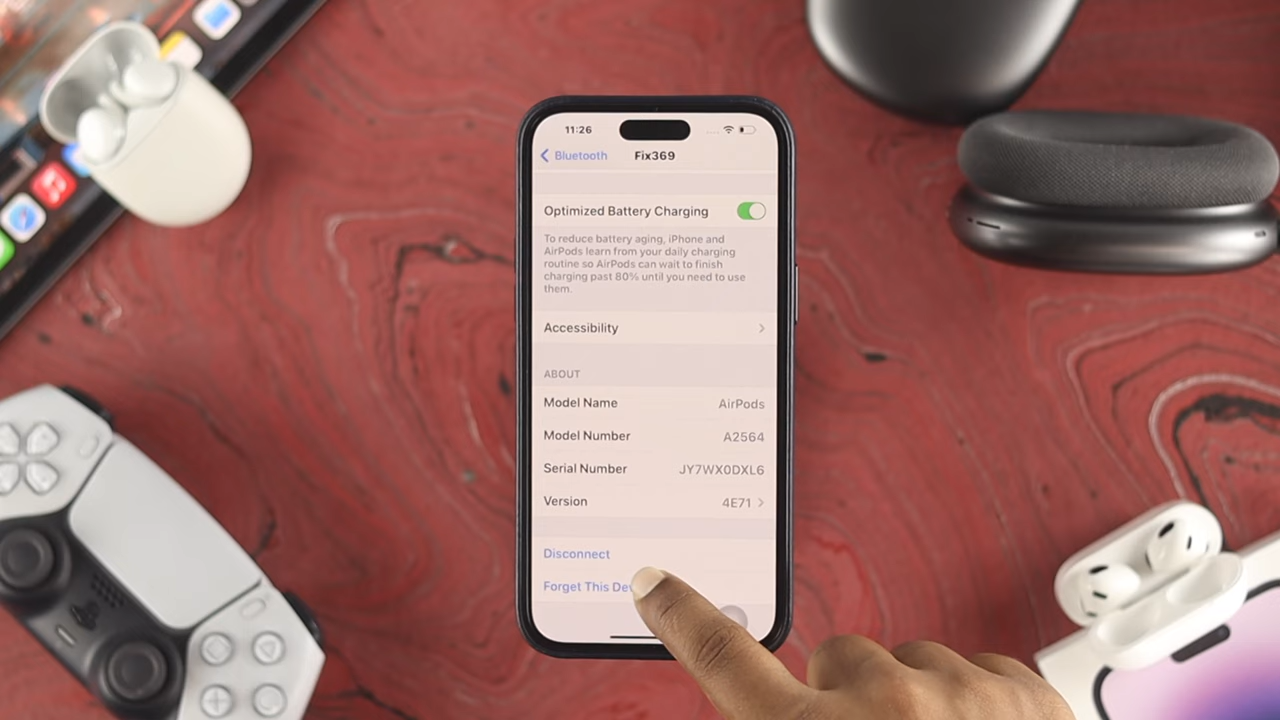 11:26
Bluetooth Fix369
Optimized Battery Charging
To reduce battery aging, iPhone and
AirPods learn from your daily charging
routine so AirPods can wait to finish
charging past 80% until you need to use
them.
Accessibility
ABOUT
Model Name AirPods
Model Number A2564
Serial Number JY7WX0DXL6
Version 4E71
Disconnect
Forget This De